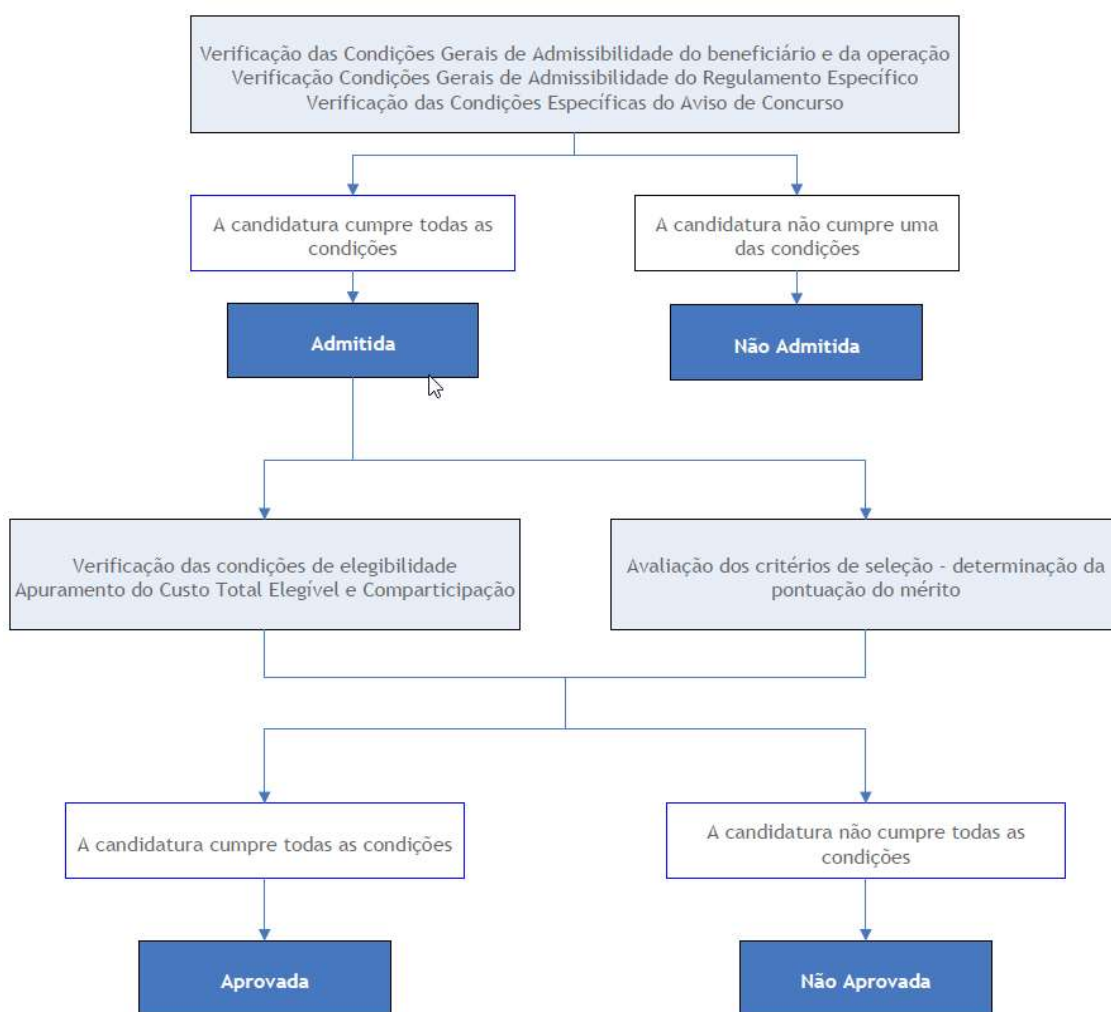 Verificação das Condições Gerais de Admissibilidade do beneficiário e da operação
Verificação Condições Gerais de Admissibilidade do Regulamento Específico
Verificação das Condições Específicas do Aviso de Concurso
A candidatura cumpre todas as
condições
A candidatura não cumpre uma
das condições
Admitida
Não Admitida
Verificação das condições de elegibilidade
Apuramento do Custo Total Elegível e Comparticipação
Avaliação dos critérios de seleção - determinação da
pontuação do mérito
A candidatura cumpre todas as condições
A candidatura não cumpre todas as
condições
Aprovada
Não Aprovada